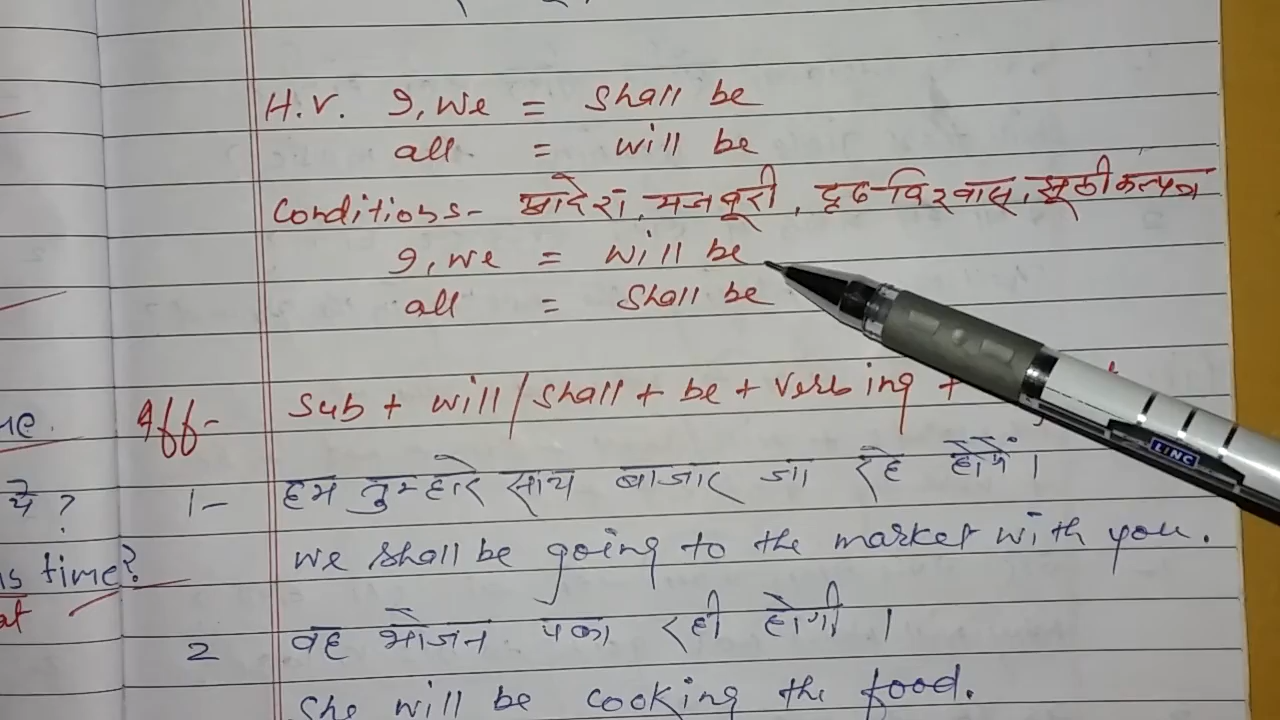 H.V. I, we = Shall be
all = will be
Conditions- आदेश, मजबूरी, दृढ-विश्वास, झूठी कल्पना
I, we = will be
all = Shall be
Aff- Sub + will/Shall + be + Verb ing +
LINC
1- हम तुम्हारे साथ बाजार जा रहे होंगें।
we shall be going to the market with you.
थे ?
time?
2 वह भोजन पका रही होगी।
She will be cooking the food.